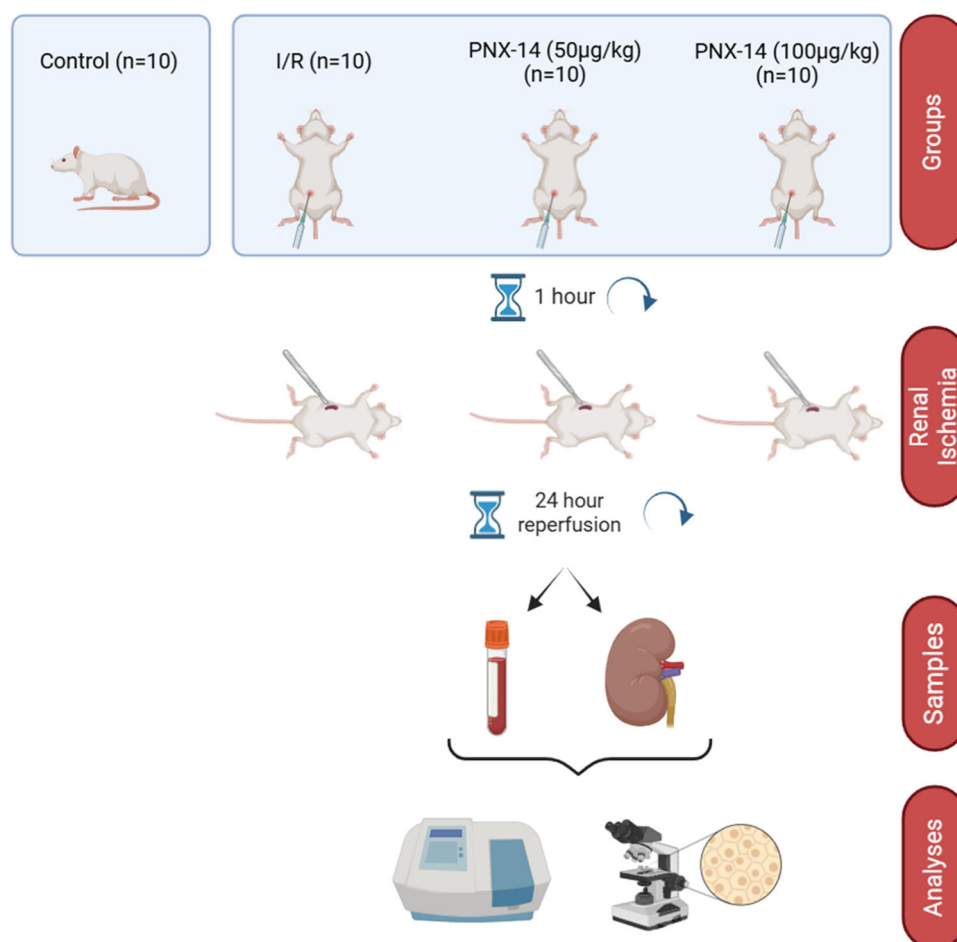 Control (n=10)
I/R (n=10)
PNX-14 (50µg/kg)
(n=10)
PNX-14 (100µg/kg)
(n=10)
Groups
1 hour
Renal
Ischemia
24 hour
reperfusion
Samples
Analyses